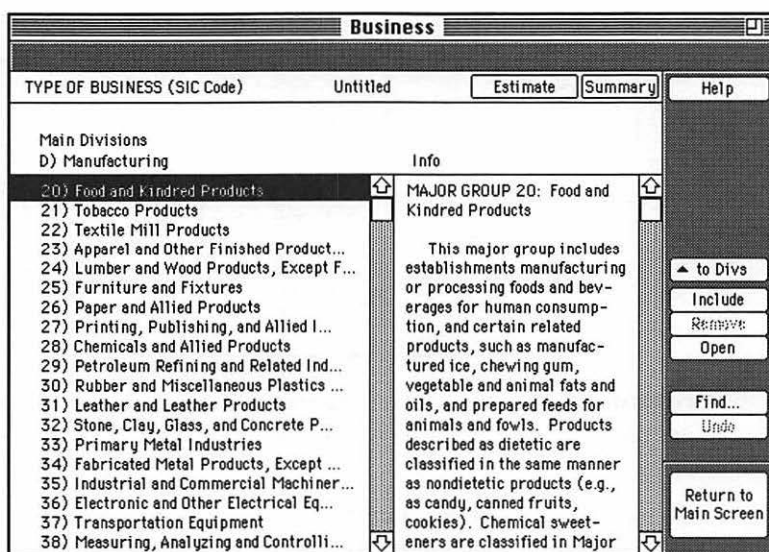 Business
TYPE OF BUSINESS (SIC Code) Untitled Estimate Summary Help
Main Divisions
D) Manufacturing Info
20) Food and Kindred Products
21) Tobacco Products
22) Textile Mill Products
23) Apparel and Other Finished Product...
24) Lumber and Wood Products, Except F...
25) Furniture and Fixtures
26) Paper and Allied Products
27) Printing, Publishing, and Allied I...
28) Chemicals and Allied Products
29) Petroleum Refining and Related Ind...
30) Rubber and Miscellaneous Plastics ...
31) Leather and Leather Products
32) Stone, Clay, Glass, and Concrete P...
33) Primary Metal Industries
34) Fabricated Metal Products, Except ...
35) Industrial and Commercial Machiner...
36) Electronic and Other Electrical Eq...
37) Transportation Equipment
38) Measuring, Analyzing and Controlli...
MAJOR GROUP 20: Food and
Kindred Products
This major group includes
establishments manufacturing
or processing foods and bev-
erages for human consump-
tion, and certain related
products, such as manufac-
tured ice, chewing gum,
vegetable and animal fats and
oils, and prepared feeds for
animals and fowls. Products
described as dietetic are
classified in the same manner
as nondietetic products (e.g.,
as candy, canned fruits,
cookies). Chemical sweet-
eners are classified in Major
▲ to Divs
Include
Remove
Open
Find...
Undo
Return to
Main Screen